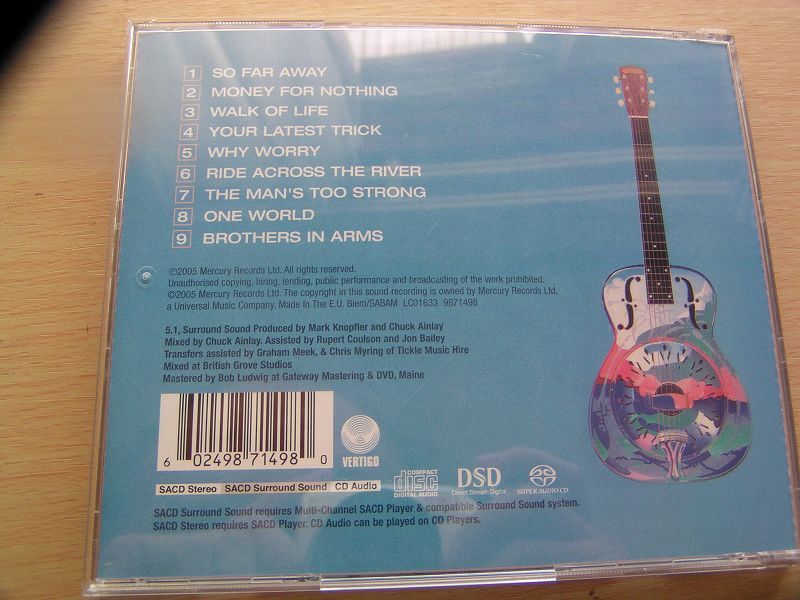 1 SO FAR AWAY
2 MONEY FOR NOTHING
3 WALK OF LIFE
4 YOUR LATEST TRICK
5 WHY WORRY
6 RIDE ACROSS THE RIVER
7 THE MAN'S TOO STRONG
8 ONE WORLD
9 BROTHERS IN ARMS
℗2005 Mercury Records Ltd. All rights reserved.
Unauthorised copying, hiring, lending, public performance and broadcasting of the work prohibited.
©2005 Mercury Records Ltd. The copyright in this sound recording is owned by Mercury Records Ltd,
a Universal Music Company. Made In The E.U. Biem/SABAM LC01633 9871498
5.1, Surround Sound Produced by Mark Knopfler and Chuck Ainlay
Mixed by Chuck Ainlay. Assisted by Rupert Coulson and Jon Bailey
Transfers assisted by Graham Meek, & Chris Myring of Tickle Music Hire
Mixed at British Grove Studios
Mastered by Bob Ludwig at Gateway Mastering & DVD, Maine
6 02498 71498 0
VERTIGO
SACD Stereo SACD Surround Sound CD Audio
COMPACT
disc
DIGITAL AUDIO
DSD
Direct Stream Digital
SUPER AUDIO CD
SACD Surround Sound requires Multi-Channel SACD Player & compatible Surround Sound system.
SACD Stereo requires SACD Player. CD Audio can be played on CD Players.